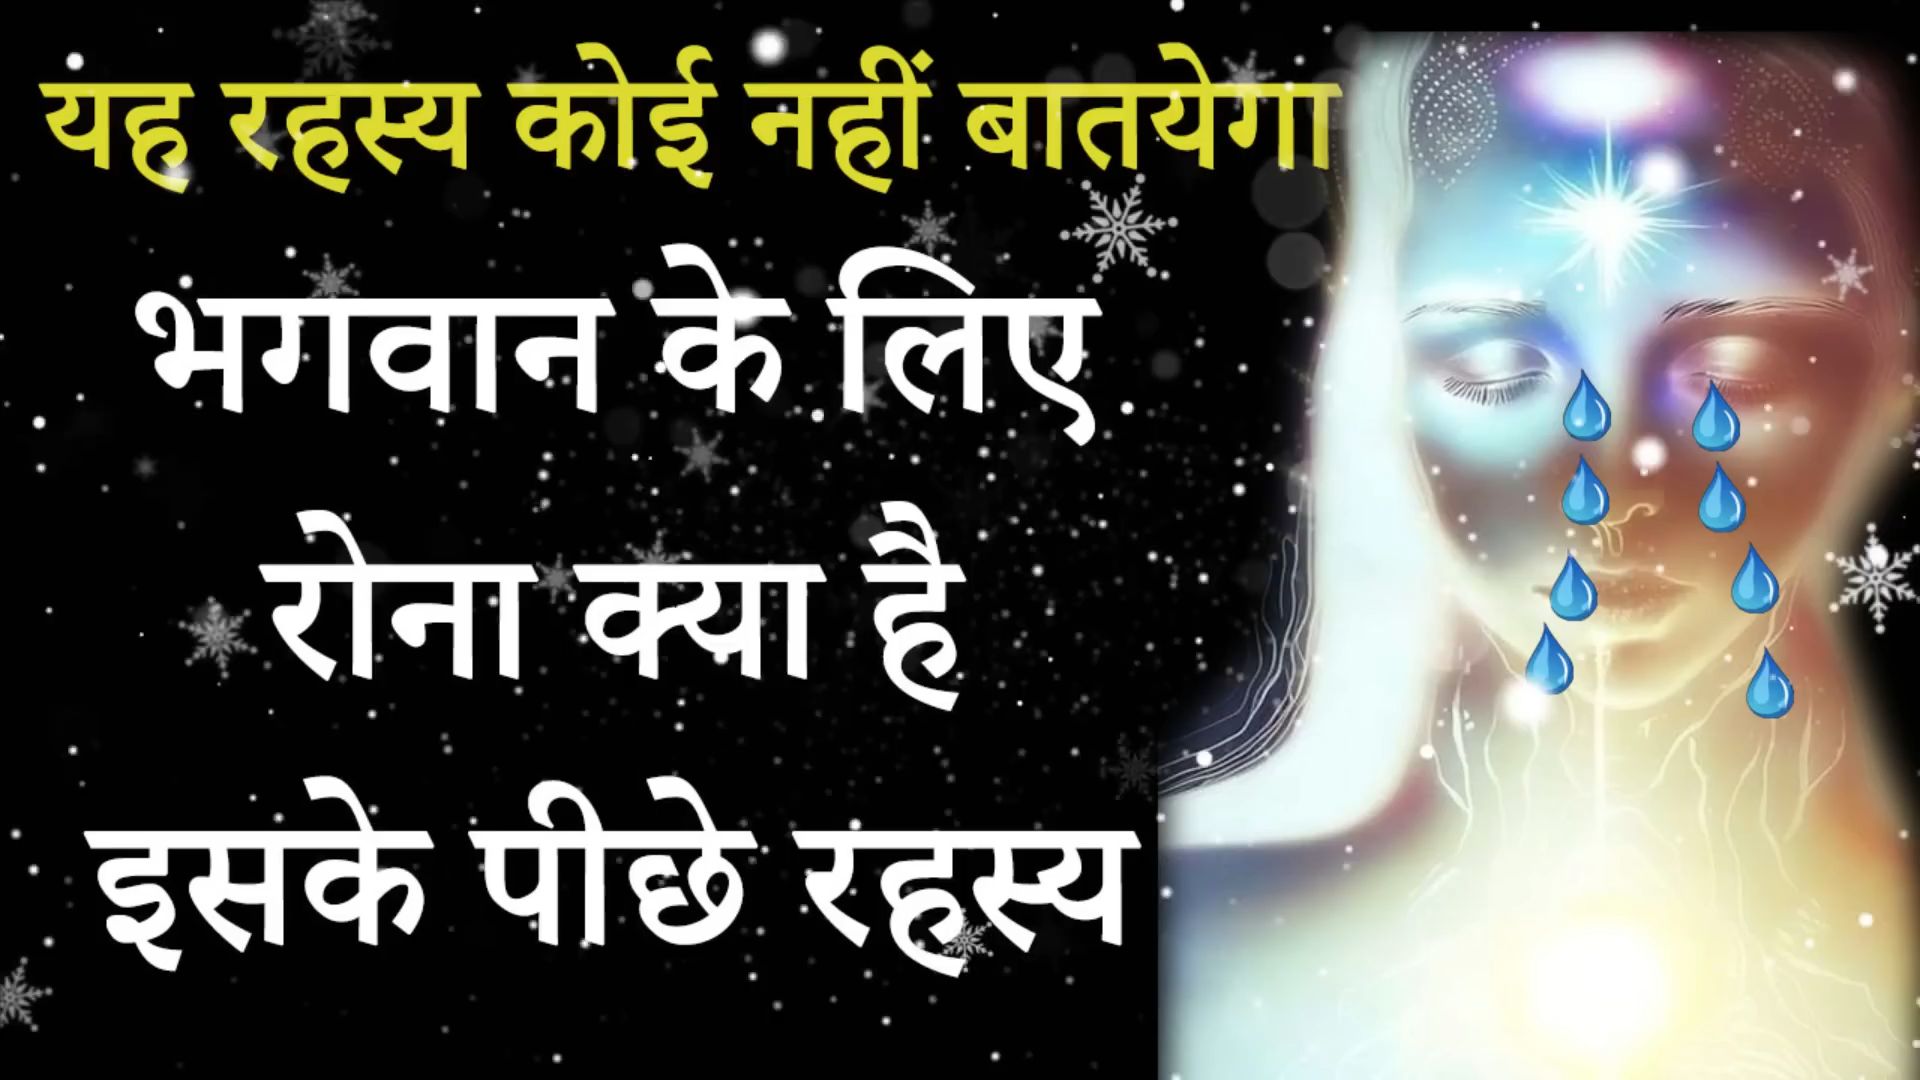 यह रहस्य कोई नहीं बातयेगा
भगवान के लिए
रोना क्या है
इसके पीछे रहस्य